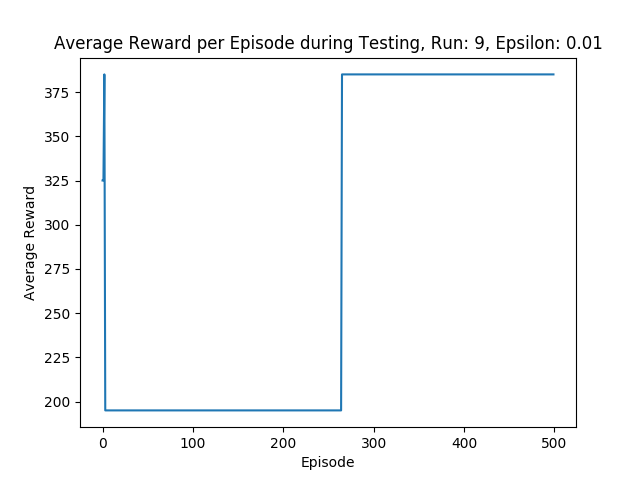 Average Reward per Episode during Testing, Run: 9, Epsilon: 0.01
375
350
325
300
275
250
225
200
Average Reward
0 100 200 300 400 500
Episode